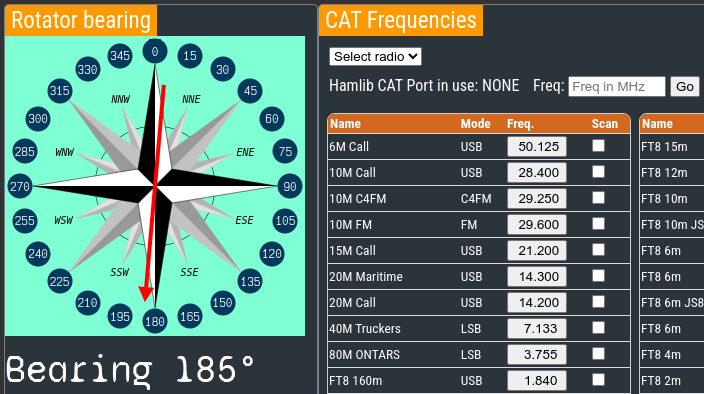 Rotator bearing
0
345 15
330 30
315 45
NNW NNE
300 60
285 75
WNW ENE
270 90
255 105
WSW ESE
240 120
225 135
SSW SSE
210 150
195 165
180
Bearing 185°
CAT Frequencies
Select radio
Hamlib CAT Port in use: NONE Freq: Freq in MHz Go
Name Mode Freq. Scan
6M Call USB 50.125
10M Call USB 28.400
10M C4FM C4FM 29.250
10M FM FM 29.600
15M Call USB 21.200
20M Maritime USB 14.300
20M Call USB 14.200
40M Truckers LSB 7.133
80M ONTARS LSB 3.755
FT8 160m USB 1.840
Name
FT8 15m
FT8 12m
FT8 10m
FT8 10m JS
FT8 6m
FT8 6m
FT8 6m JS8
FT8 6m
FT8 4m
FT8 2m